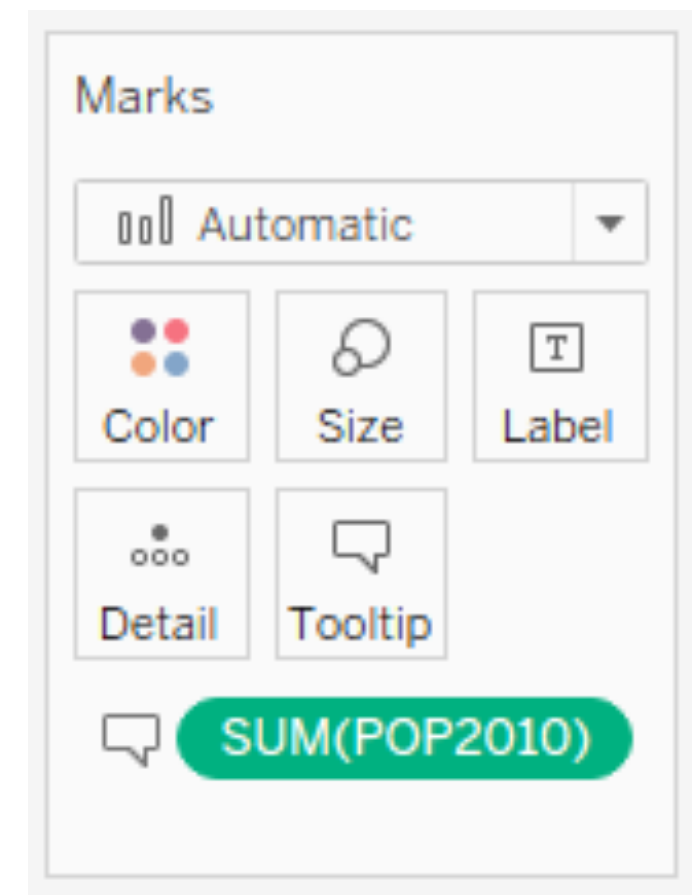 Marks
Automatic
Color Size Label
Detail Tooltip
SUM(POP2010)